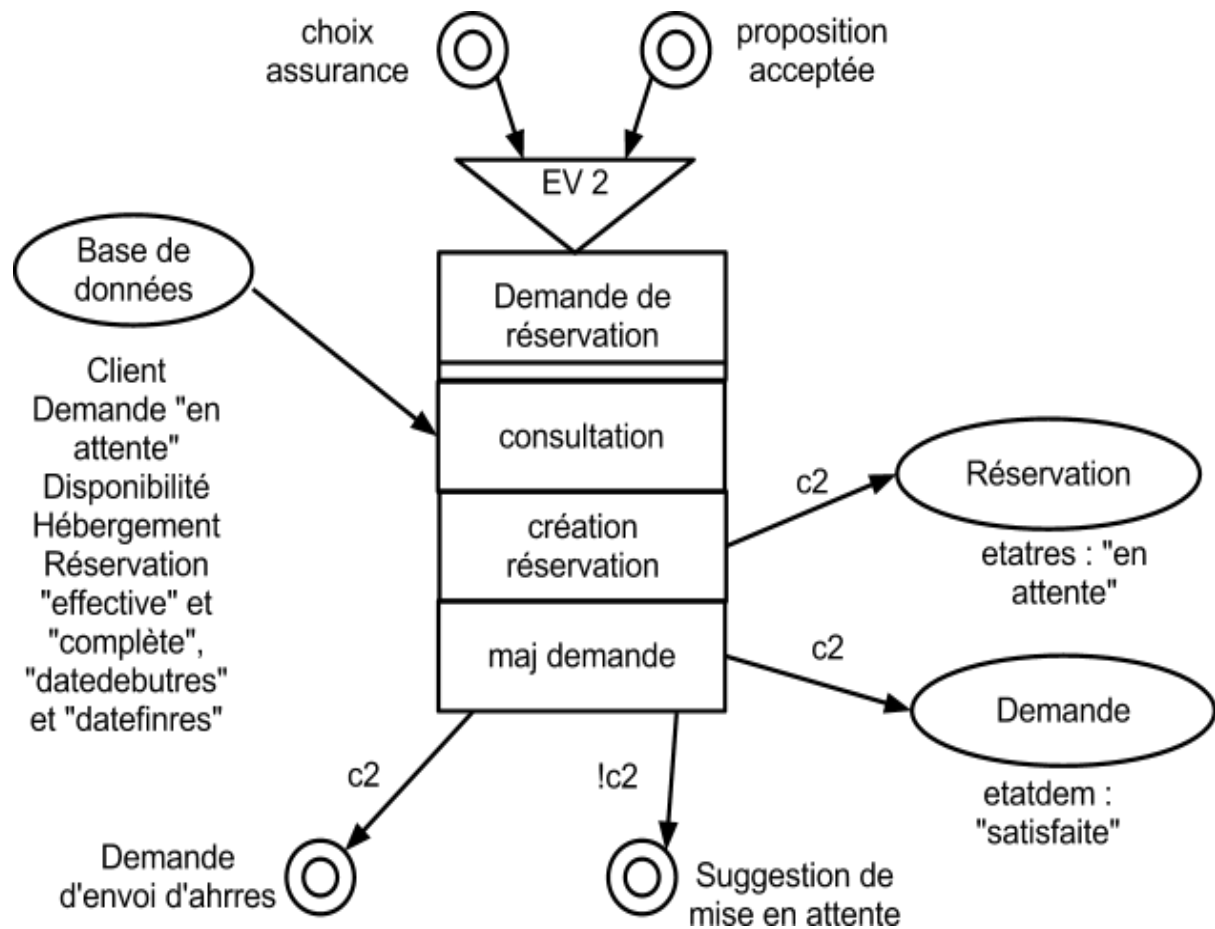 choix
assurance
proposition
acceptée
EV 2
Base de
données
Demande de
réservation
Client
Demande "en
attente"
Disponibilité
Hébergement
Réservation
"effective" et
"complète",
"datedebutres"
et "datefinres"
consultation
création
réservation
maj demande
c2
Réservation
etatres : "en
attente"
c2
Demande
etatdem :
"satisfaite"
c2
!c2
Demande
d'envoi d'ahrres
Suggestion de
mise en attente